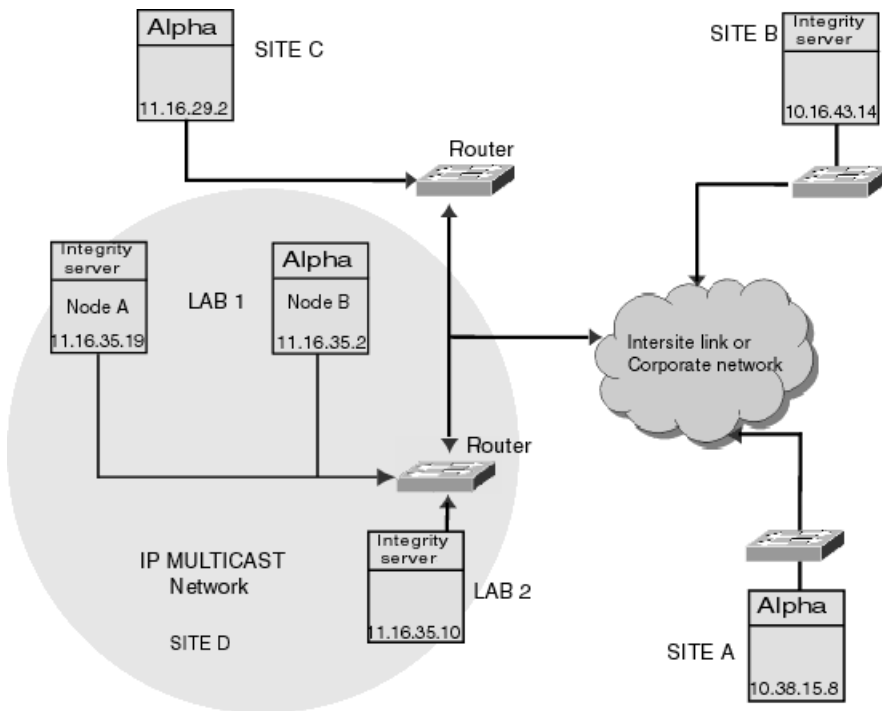 Alpha
11.16.29.2
SITE C
SITE B
Integrity
server
10.16.43.14
Router
Integrity
server
Node A
11.16.35.19
LAB 1
Alpha
Node B
11.16.35.2
Intersite link or
Corporate network
Router
IP MULTICAST
Network
SITE D
Integrity
server
11.16.35.10
LAB 2
SITE A
Alpha
10.38.15.8